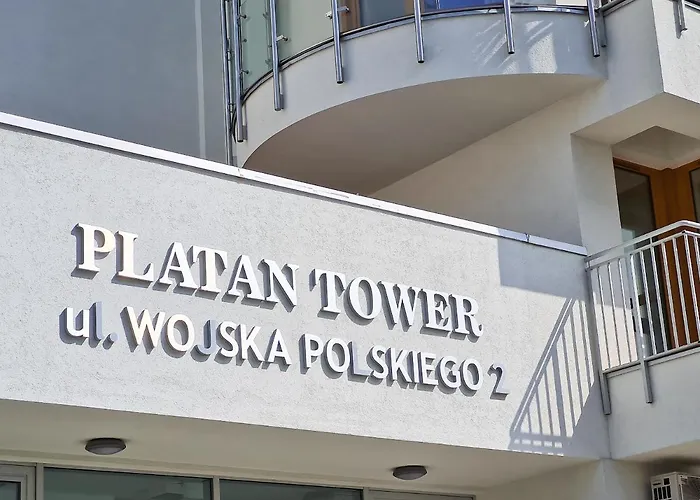 PLATAN TOWER
ul. WOJSKA POLSKIEGO 2